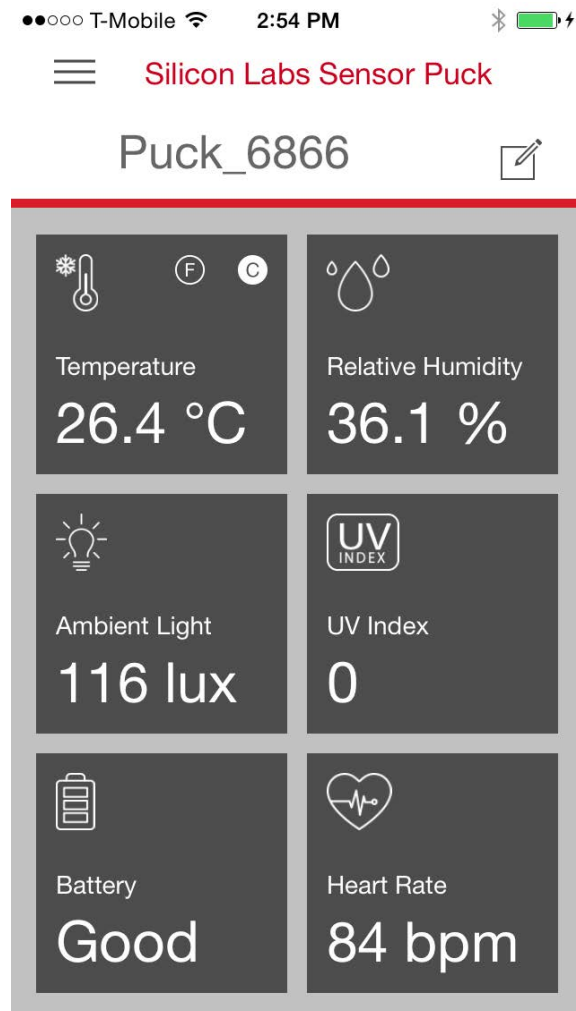 T-Mobile 2:54 PM
Silicon Labs Sensor Puck
Puck_6866
F C
Temperature
26.4 °C
Relative Humidity
36.1 %
Ambient Light
116 lux
UV
INDEX
UV Index
0
Battery
Good
Heart Rate
84 bpm